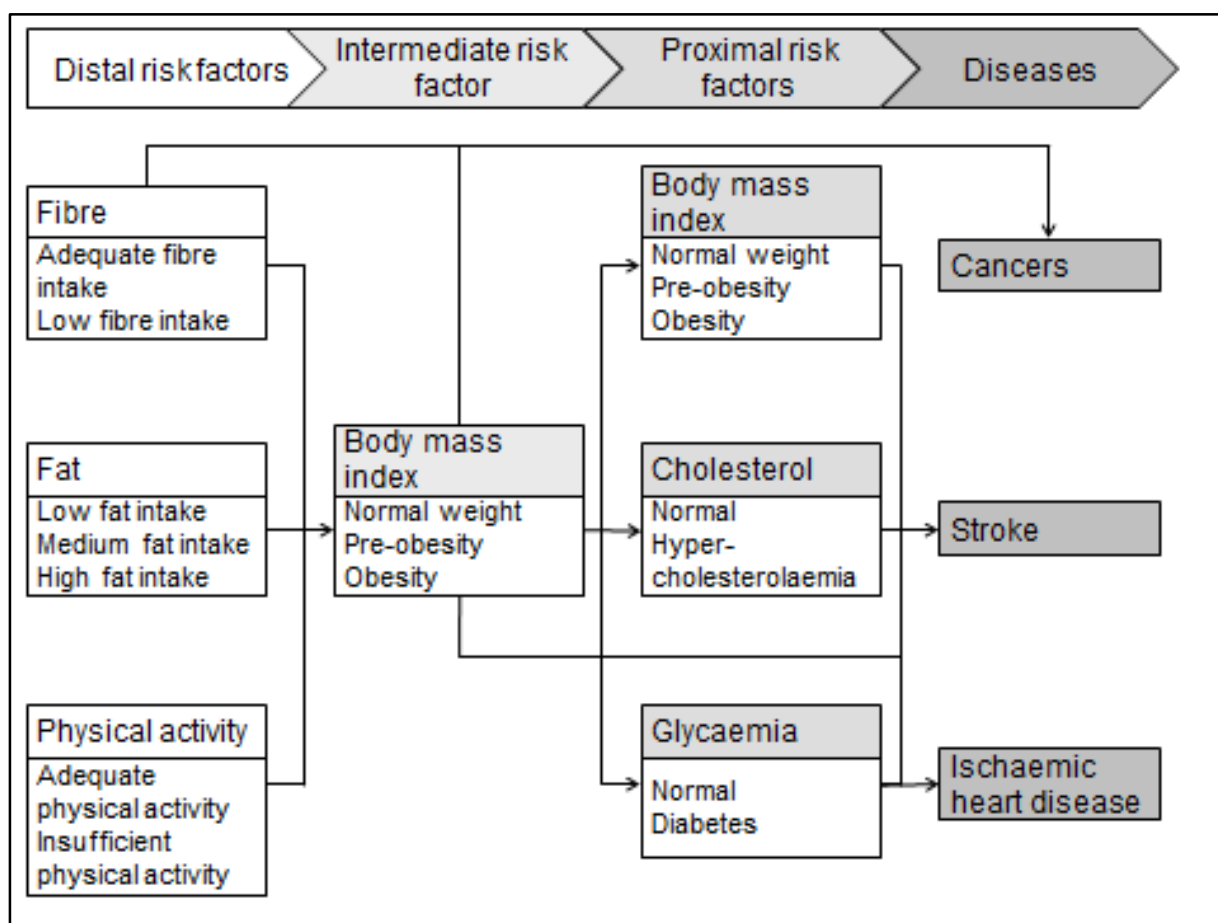 Distal risk factors
Intermediate risk
factor
Proximal risk
factors
Diseases
Fibre
Adequate fibre
intake
Low fibre intake
Fat
Low fat intake
Medium fat intake
High fat intake
Physical activity
Adequate
physical activity
Insufficient
physical activity
Body mass
index
Normal weight
Pre-obesity
Obesity
Body mass
index
Normal weight
Pre-obesity
Obesity
Cholesterol
Normal
Hyper-
cholesterolaemia
Glycaemia
Normal
Diabetes
Cancers
Stroke
Ischaemic
heart disease